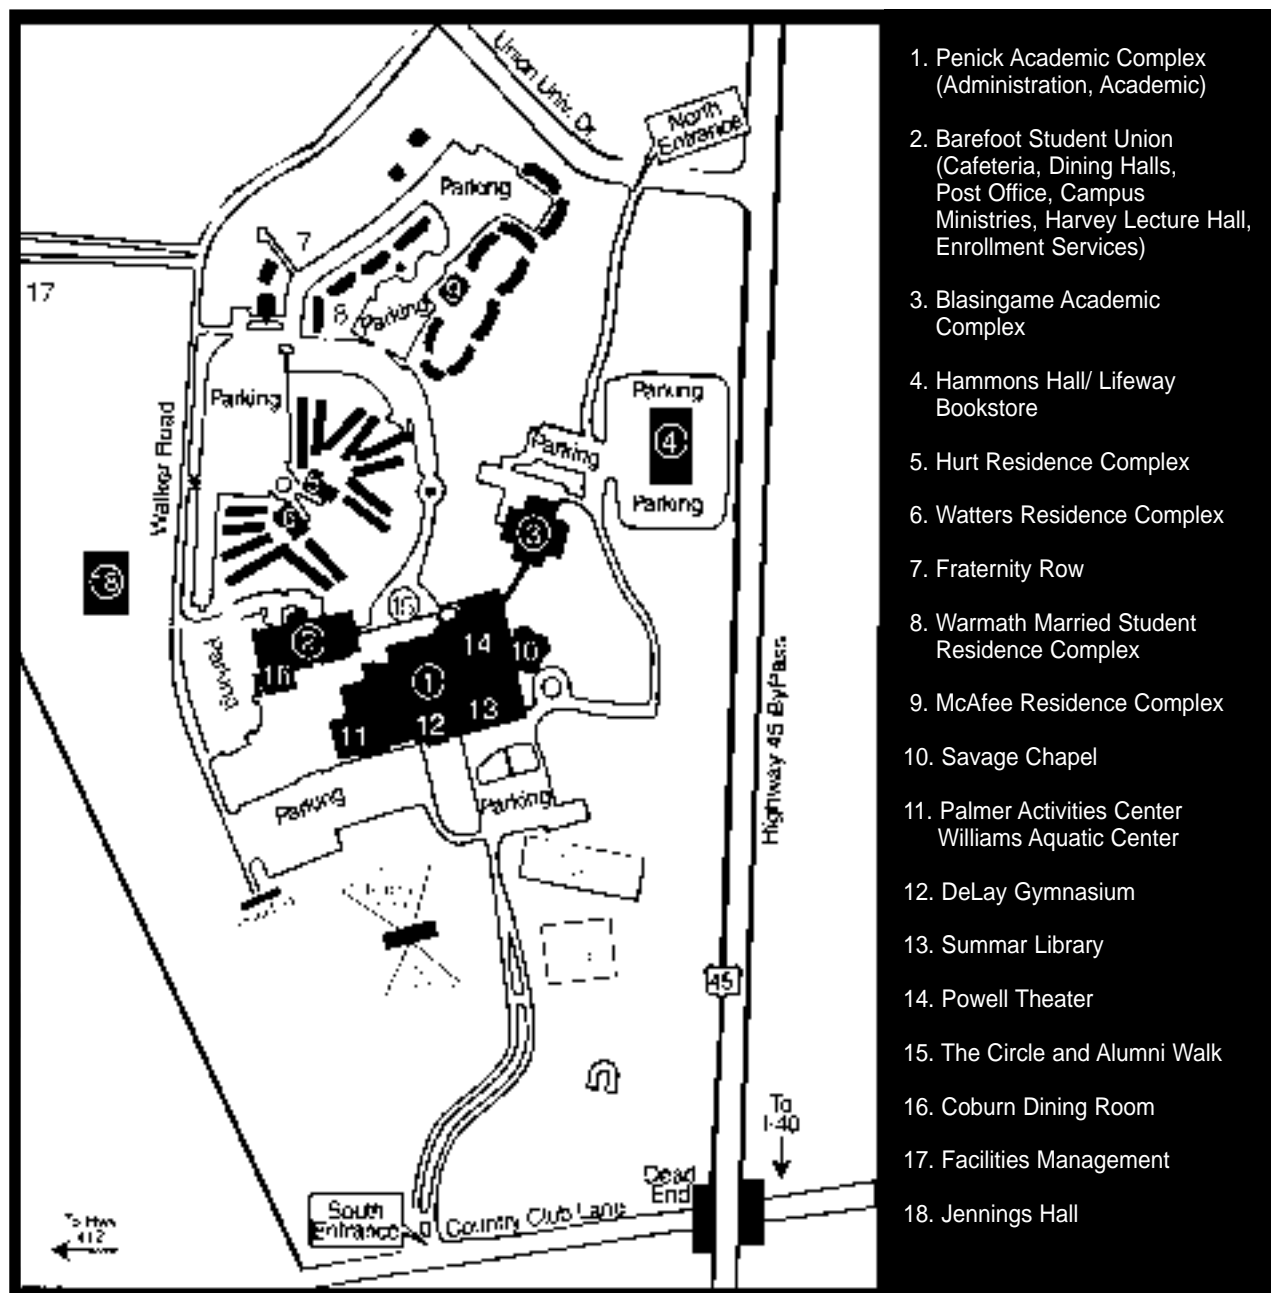 Union Univ. Dr.
North
Entrance
Parking
7
17
8
Parking
9
Parking
Parking
Parking
4
Parking
Walker Road
5
6
3
18
15
2
14
10
16
Parking
1
13
12
11
Highway 45 ByPass
Parking
Parking
45
To
I-40
Dead
End
South
Entrance
Country Club Lane
To Hwy
412
1. Penick Academic Complex
(Administration, Academic)
2. Barefoot Student Union
(Cafeteria, Dining Halls,
Post Office, Campus
Ministries, Harvey Lecture Hall,
Enrollment Services)
3. Blasingame Academic
Complex
4. Hammons Hall/ Lifeway
Bookstore
5. Hurt Residence Complex
6. Watters Residence Complex
7. Fraternity Row
8. Warmath Married Student
Residence Complex
9. McAfee Residence Complex
10. Savage Chapel
11. Palmer Activities Center
Williams Aquatic Center
12. DeLay Gymnasium
13. Summar Library
14. Powell Theater
15. The Circle and Alumni Walk
16. Coburn Dining Room
17. Facilities Management
18. Jennings Hall